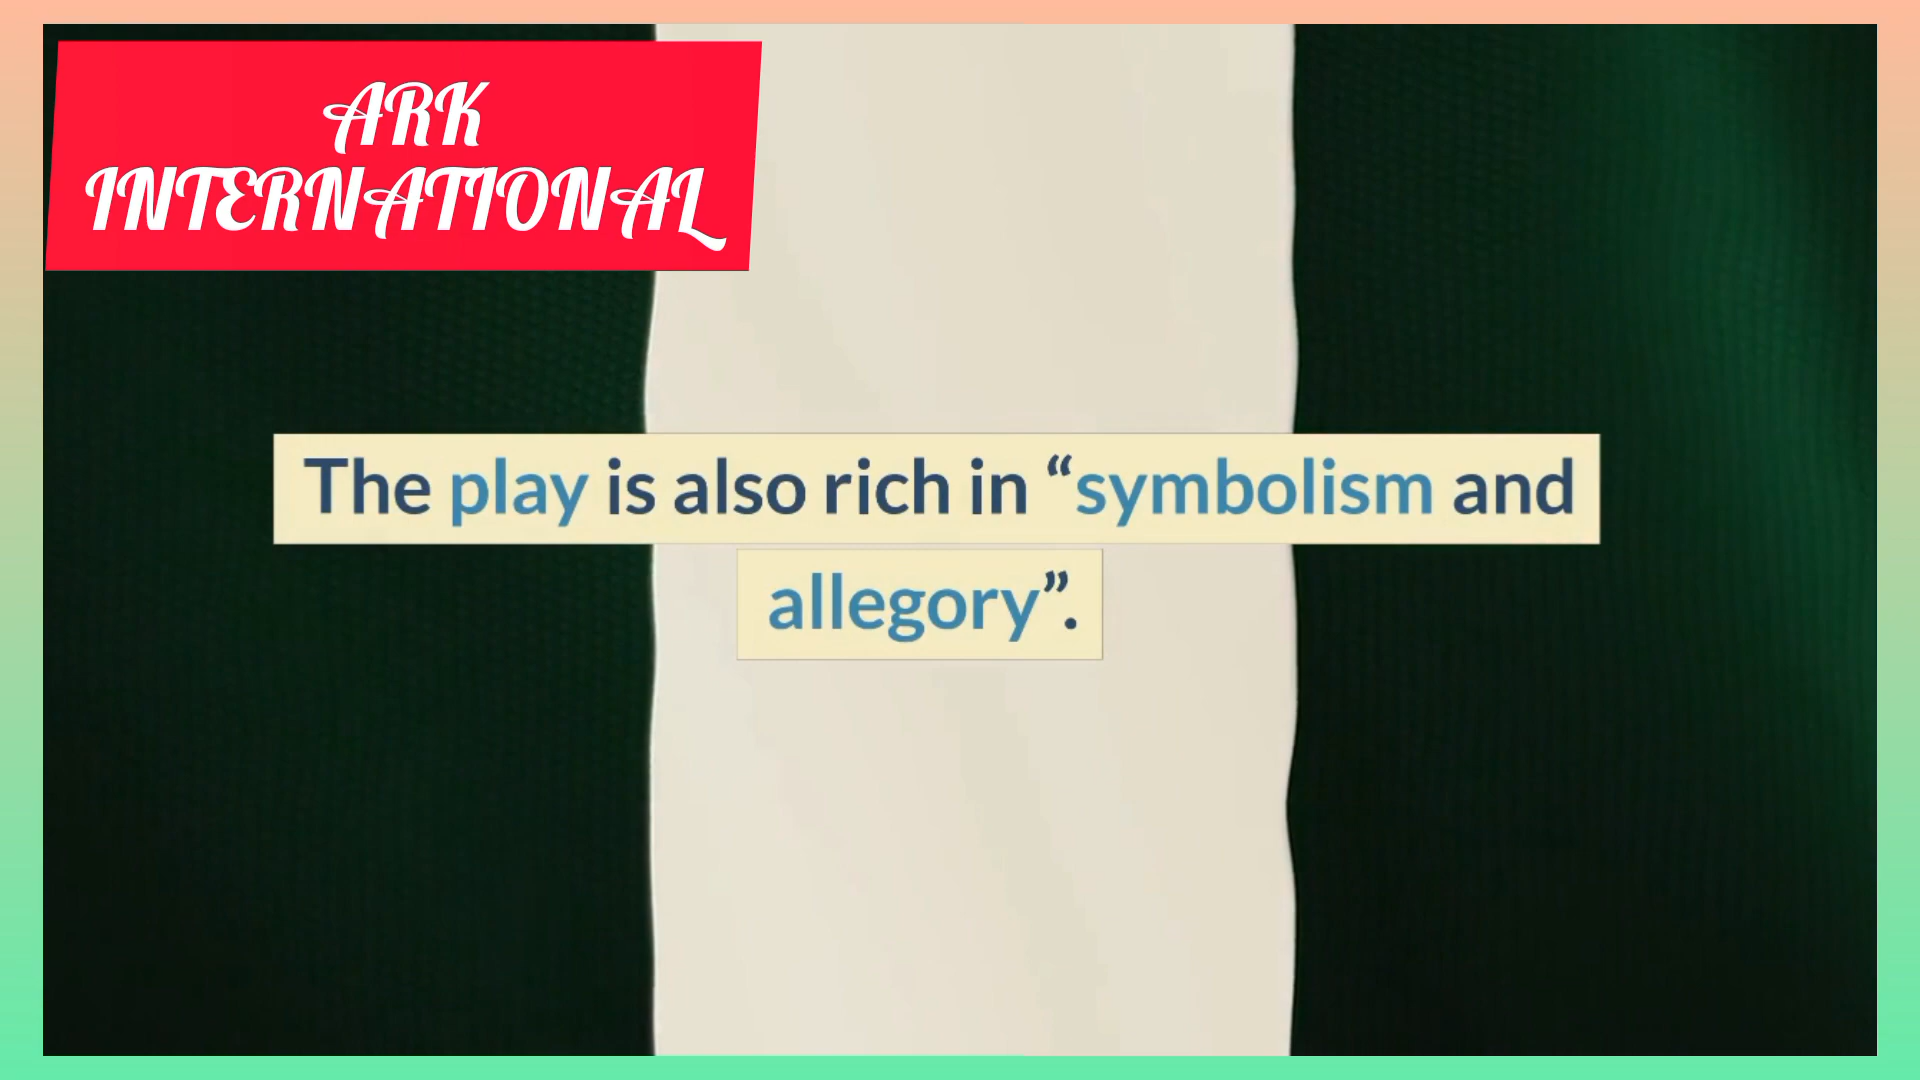 ARK
INTERNATIONAL
The play is also rich in “symbolism and
allegory”.